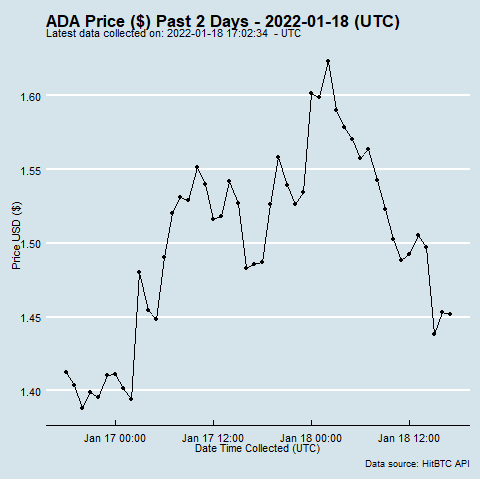 ADA Price ($) Past 2 Days - 2022-01-18 (UTC)
Latest data collected on: 2022-01-18 17:02:34 - UTC
1.60
1.55
1.50
1.45
1.40
Price USD ($)
Jan 17 00:00 Jan 17 12:00 Jan 18 00:00 Jan 18 12:00
Date Time Collected (UTC)
Data source: HitBTC API